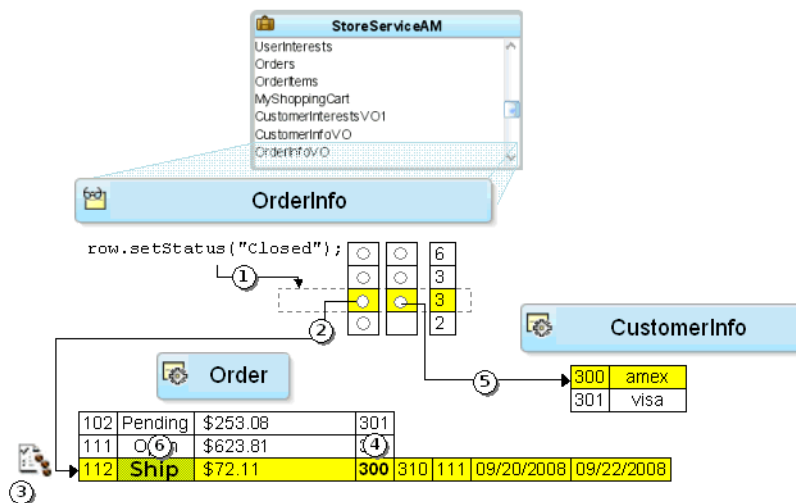 StoreServiceAM
UserInterests
Orders
OrderItems
MyShoppingCart
CustomerInterestsVO1
CustomerInfoVO
OrderInfoVO
OrderInfo
row.setStatus("Closed");
6
1
3
3
2
2
CustomerInfo
Order
5
300 amex
301 visa
102 Pending $253.08 301
111 6 $623.81 4
112 Ship $72.11 300 310 111 09/20/2008 09/22/2008
3